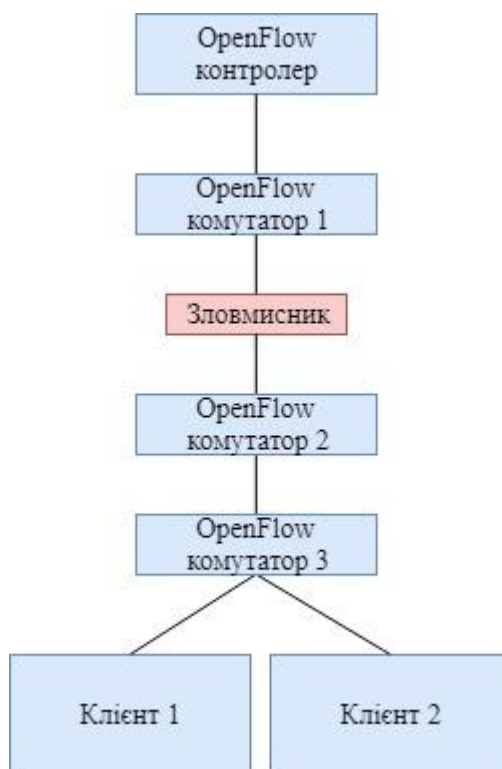 OpenFlow
контролер
OpenFlow
комутатор 1
Зловмисник
OpenFlow
комутатор 2
OpenFlow
комутатор 3
Клієнт 1
Клієнт 2